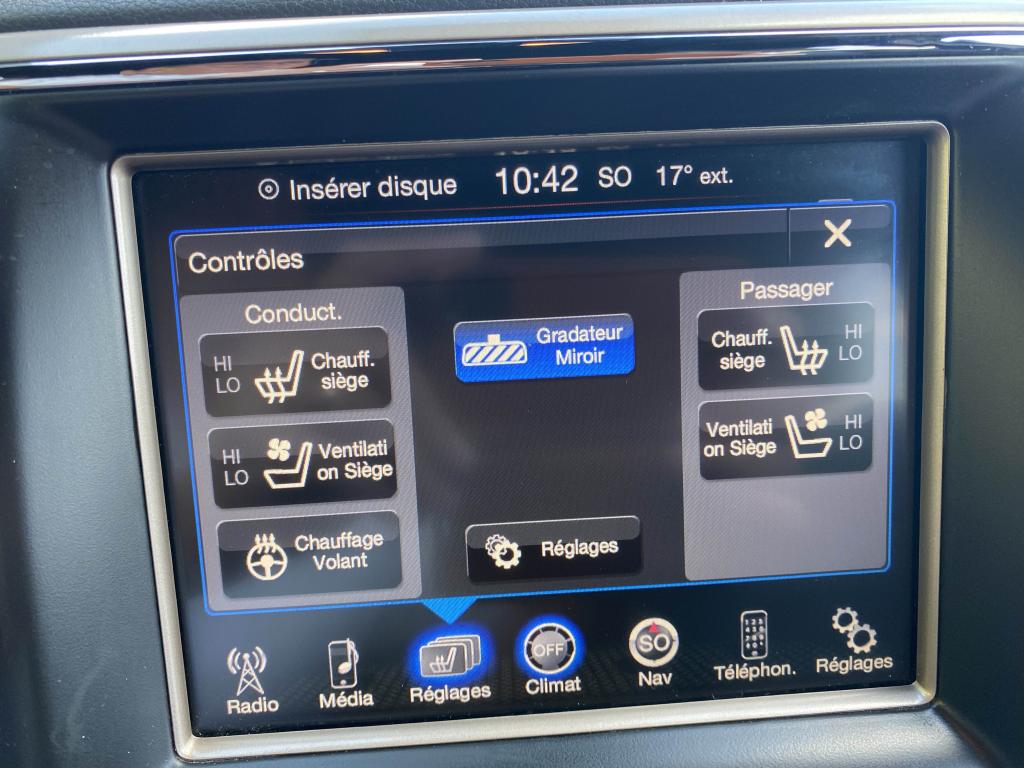 Insérer disque 10:42 SO 17° ext.
Contrôles
Conduct.
HI
LO
Chauff.
siège
HI
LO
Ventilati
on Siège
Chauffage
Volant
Gradateur
Miroir
Réglages
Passager
Chauff.
siège
HI
LO
Ventilati
on Siège
HI
LO
Radio
Média
Réglages
OFF
Climat
SO
Nav
Téléphon.
Réglages